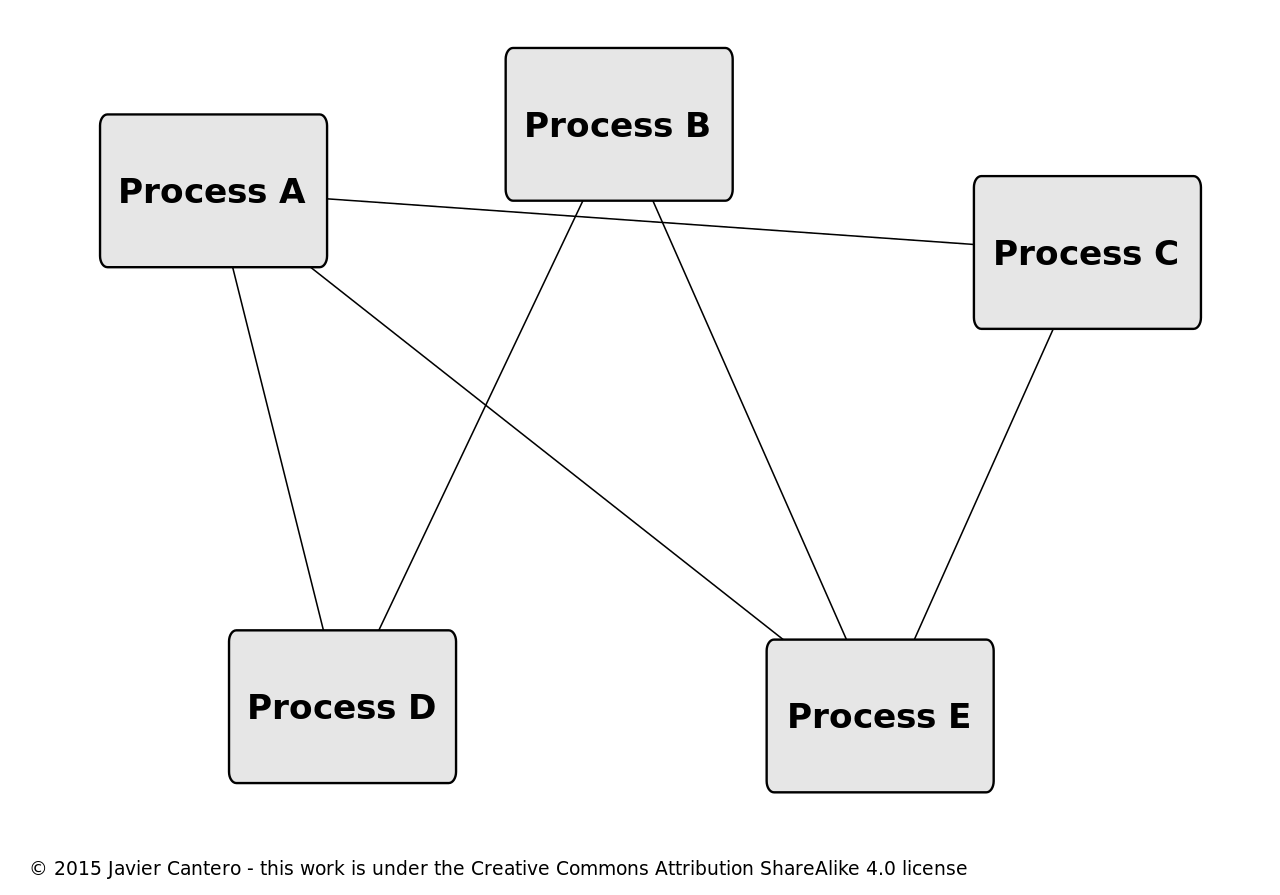 Process B
Process A
Process C
Process D
Process E
© 2015 Javier Cantero - this work is under the Creative Commons Attribution ShareAlike 4.0 license